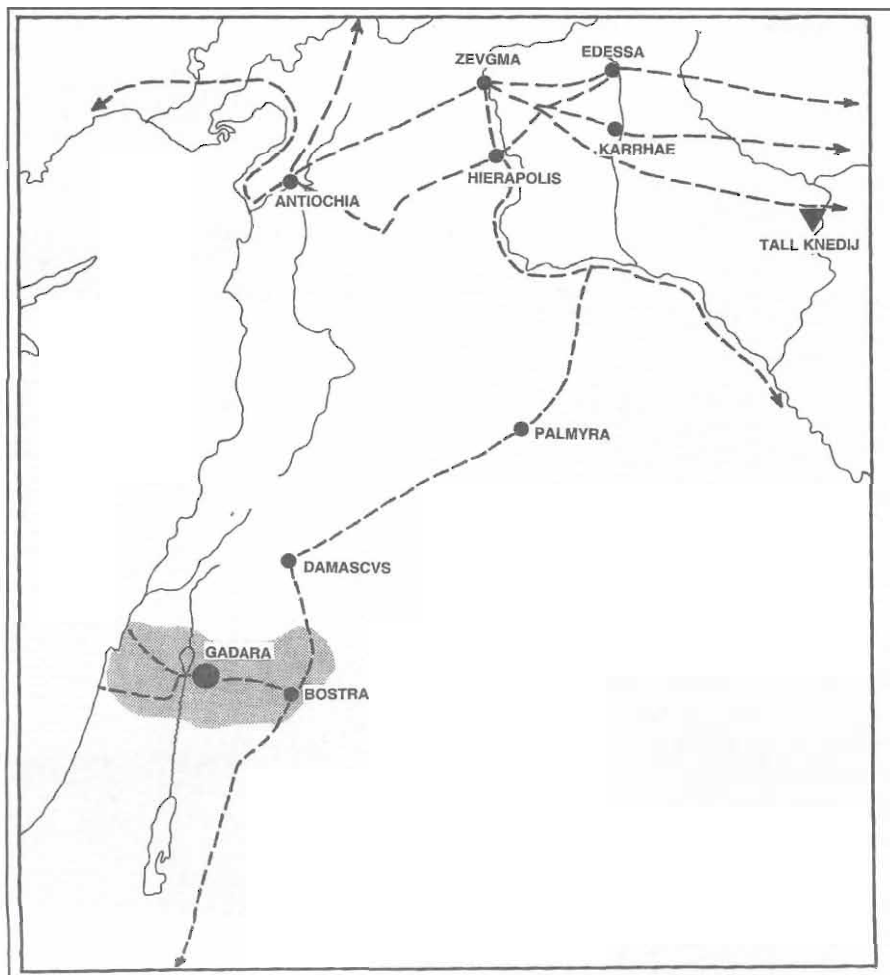 ZEVGMA
EDESSA
KARRHAE
HIERAPOLIS
ANTIOCHIA
TALL KNEDIJ
PALMYRA
DAMASCVS
GADARA
BOSTRA